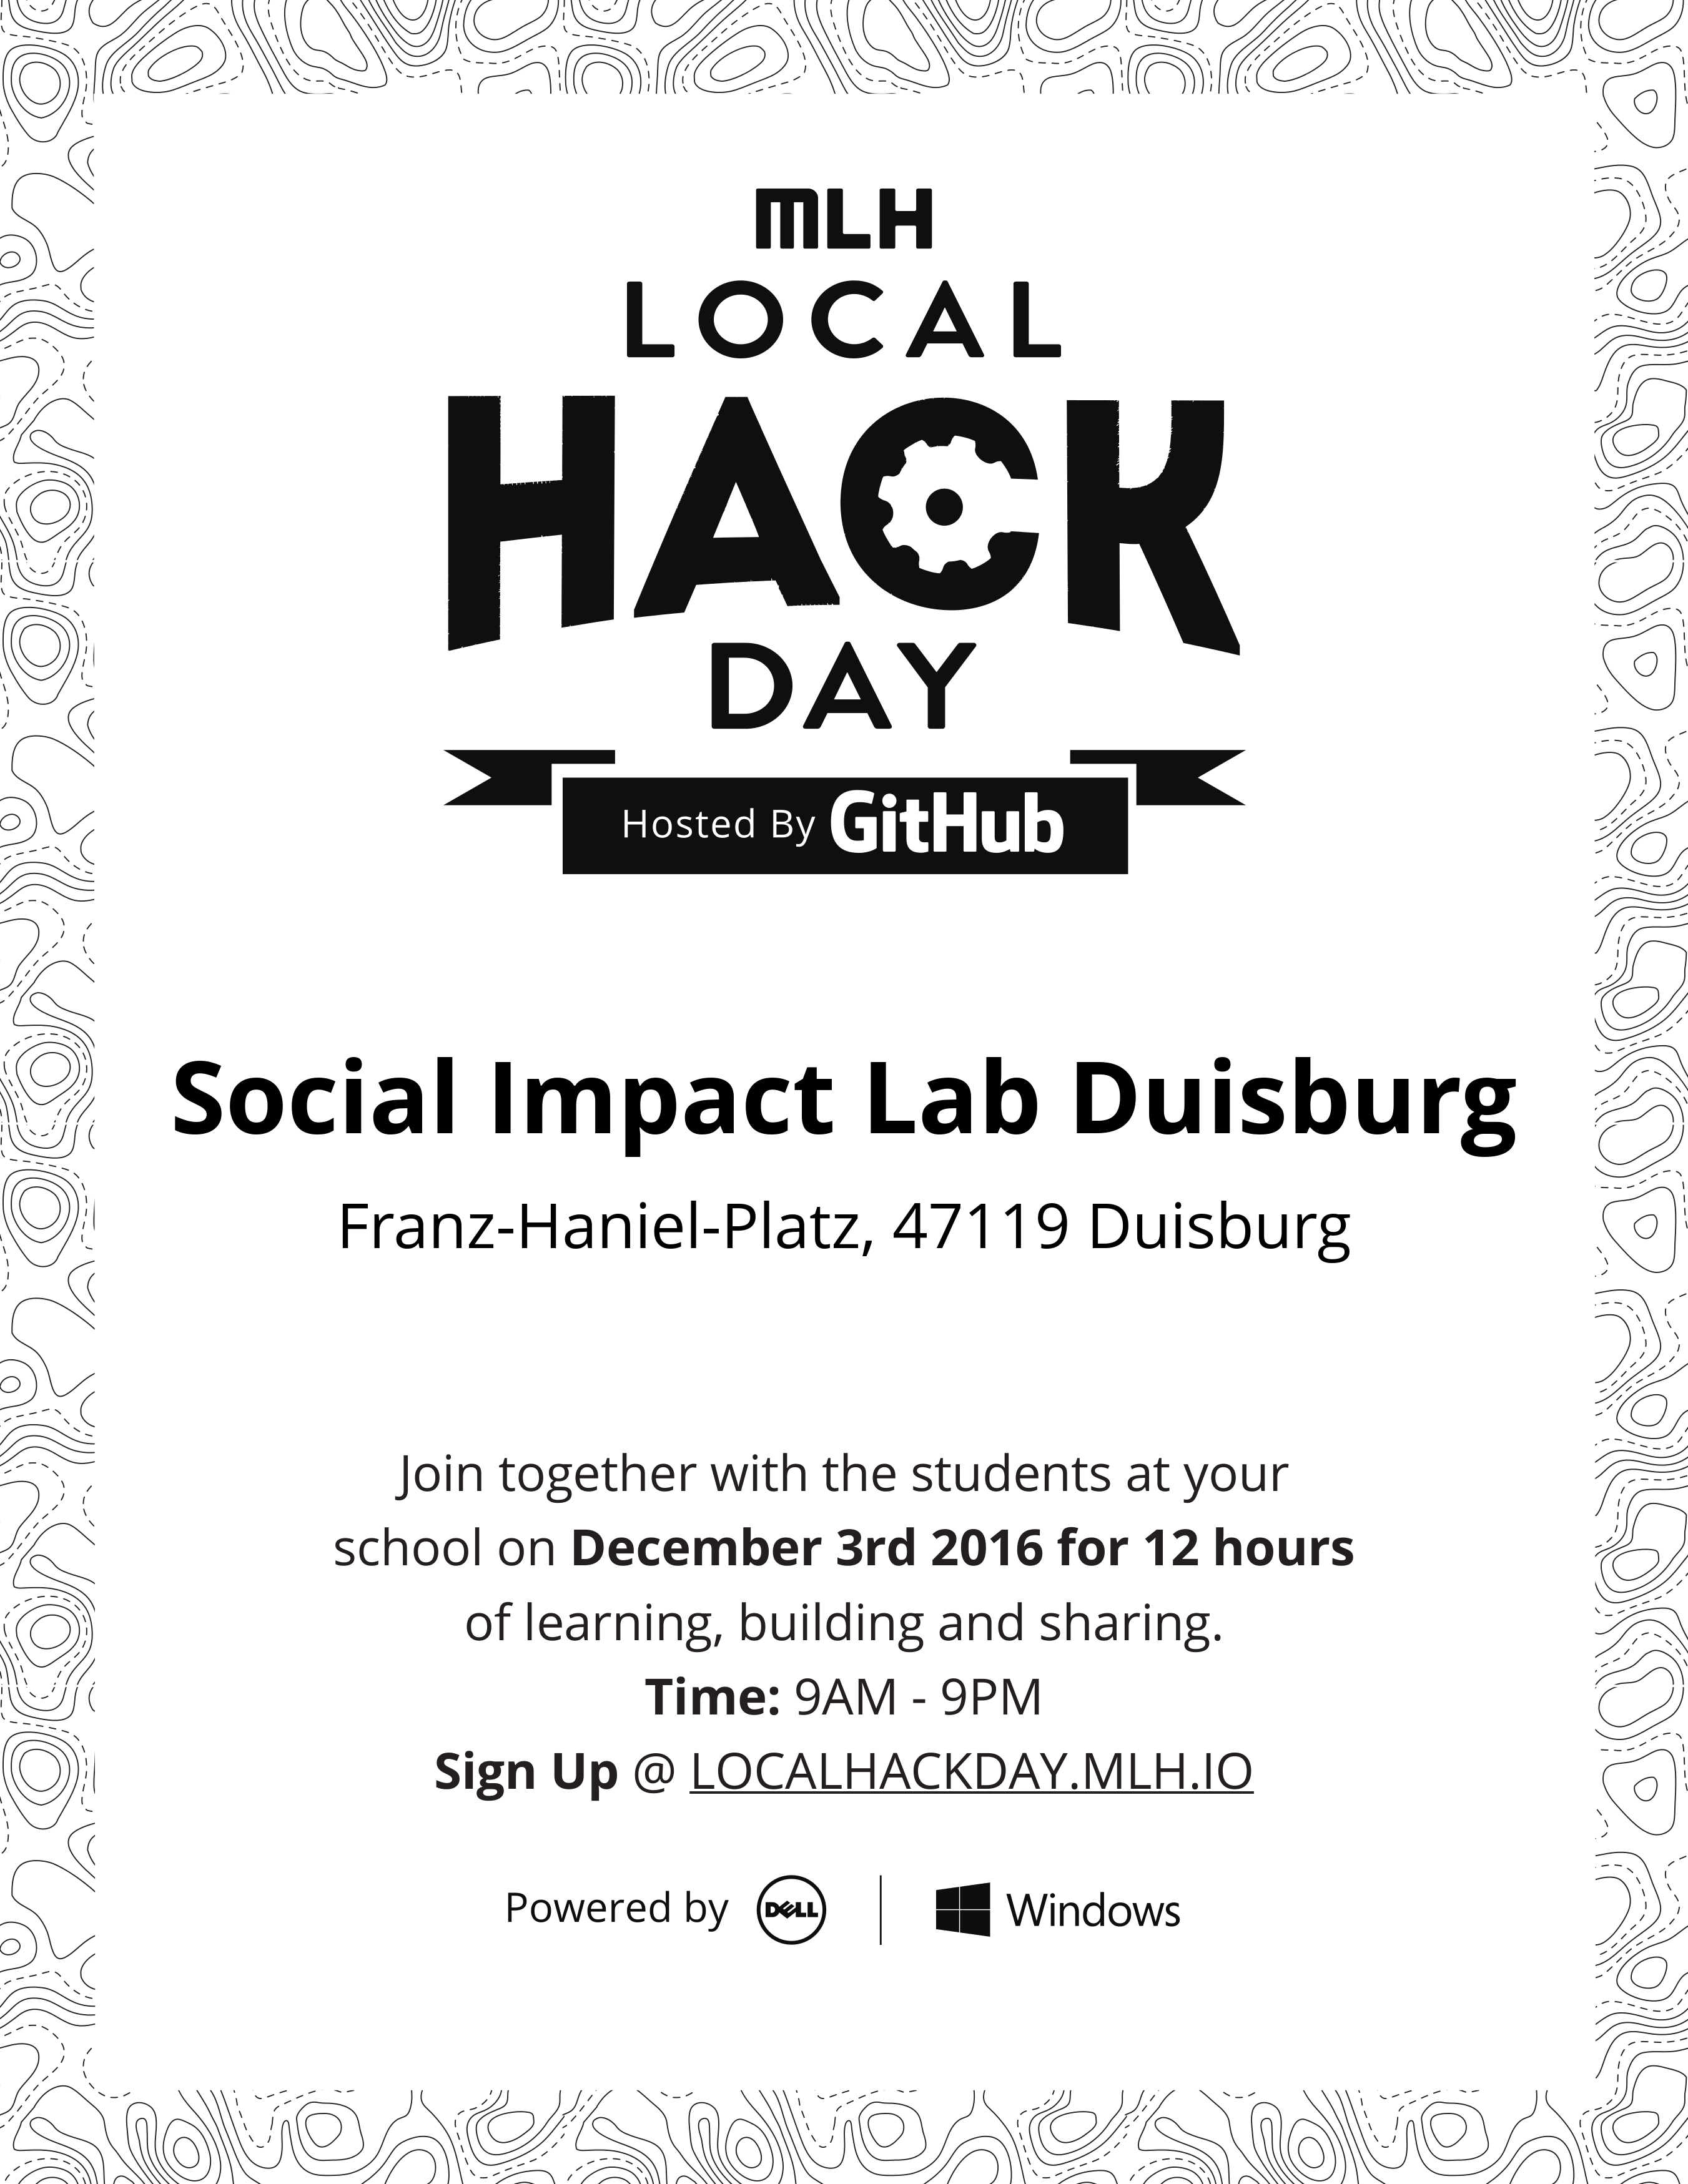 MLH
LOCAL
HACK
DAY
Hosted By GitHub
Social Impact Lab Duisburg
Franz-Haniel-Platz, 47119 Duisburg
Join together with the students at your
school on December 3rd 2016 for 12 hours
of learning, building and sharing.
Time: 9AM - 9PM
Sign Up @ LOCALHACKDAY.MLH.IO
Powered by DELL | Windows